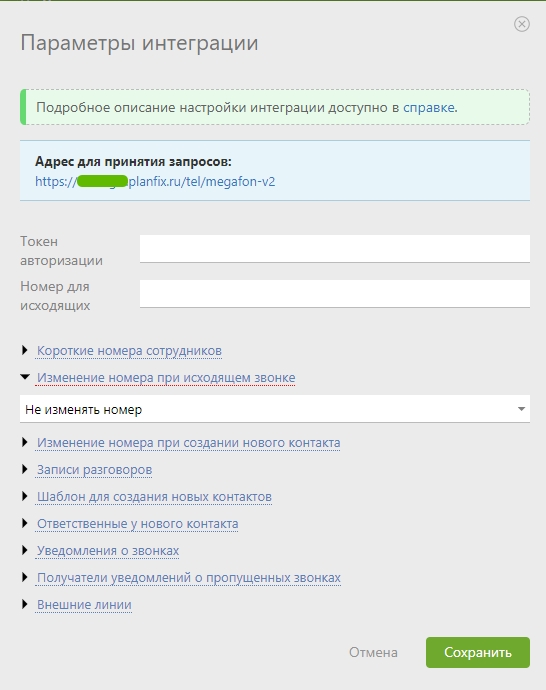 Параметры интеграции
Подробное описание настройки интеграции доступно в справке.
Адрес для принятия запросов:
https:// planfix.ru/tel/megafon-v2
Токен
авторизации
Номер для
исходящих
Короткие номера сотрудников
Изменение номера при исходящем звонке
Не изменять номер
Изменение номера при создании нового контакта
Записи разговоров
Шаблон для создания новых контактов
Ответственные у нового контакта
Уведомления о звонках
Получатели уведомлений о пропущенных звонках
Внешние линии
Отмена
Сохранить